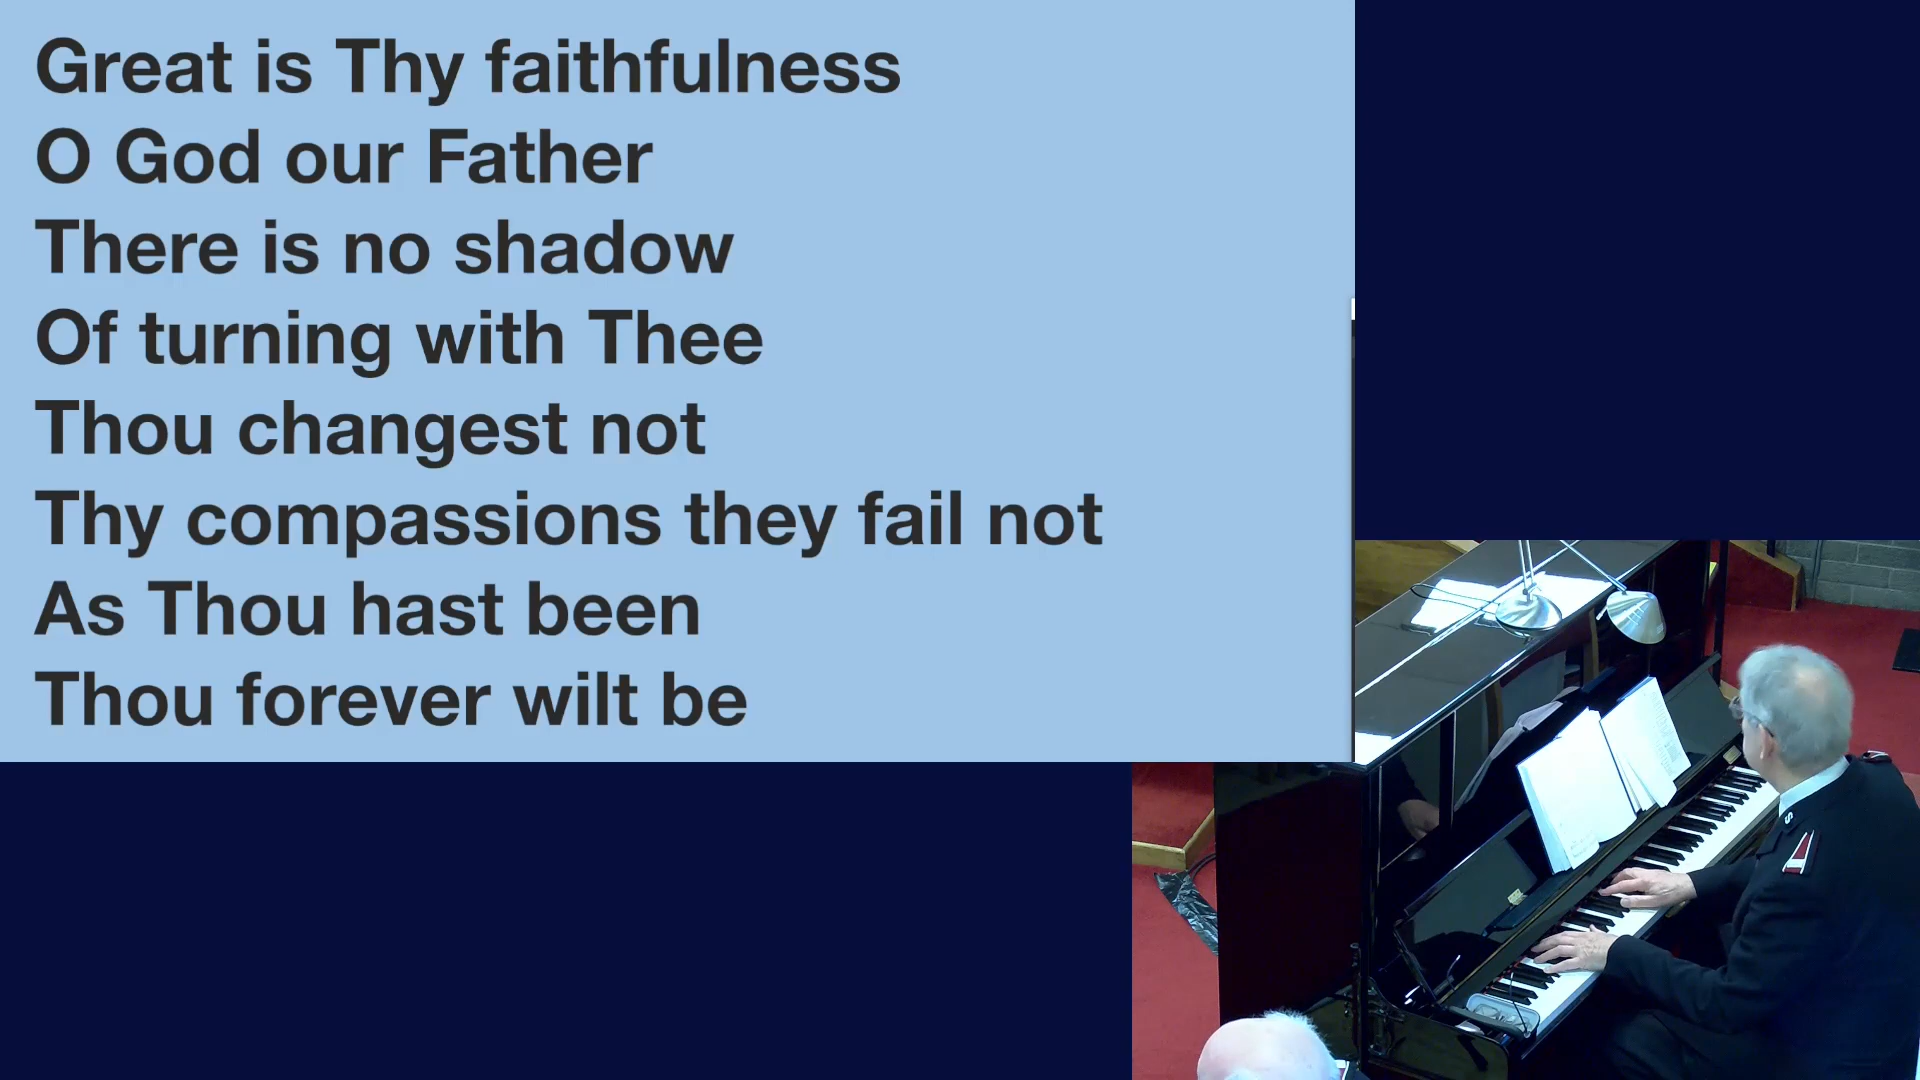 Great is Thy faithfulness
O God our Father
There is no shadow
Of turning with Thee
Thou changest not
Thy compassions they fail not
As Thou hast been
Thou forever wilt be